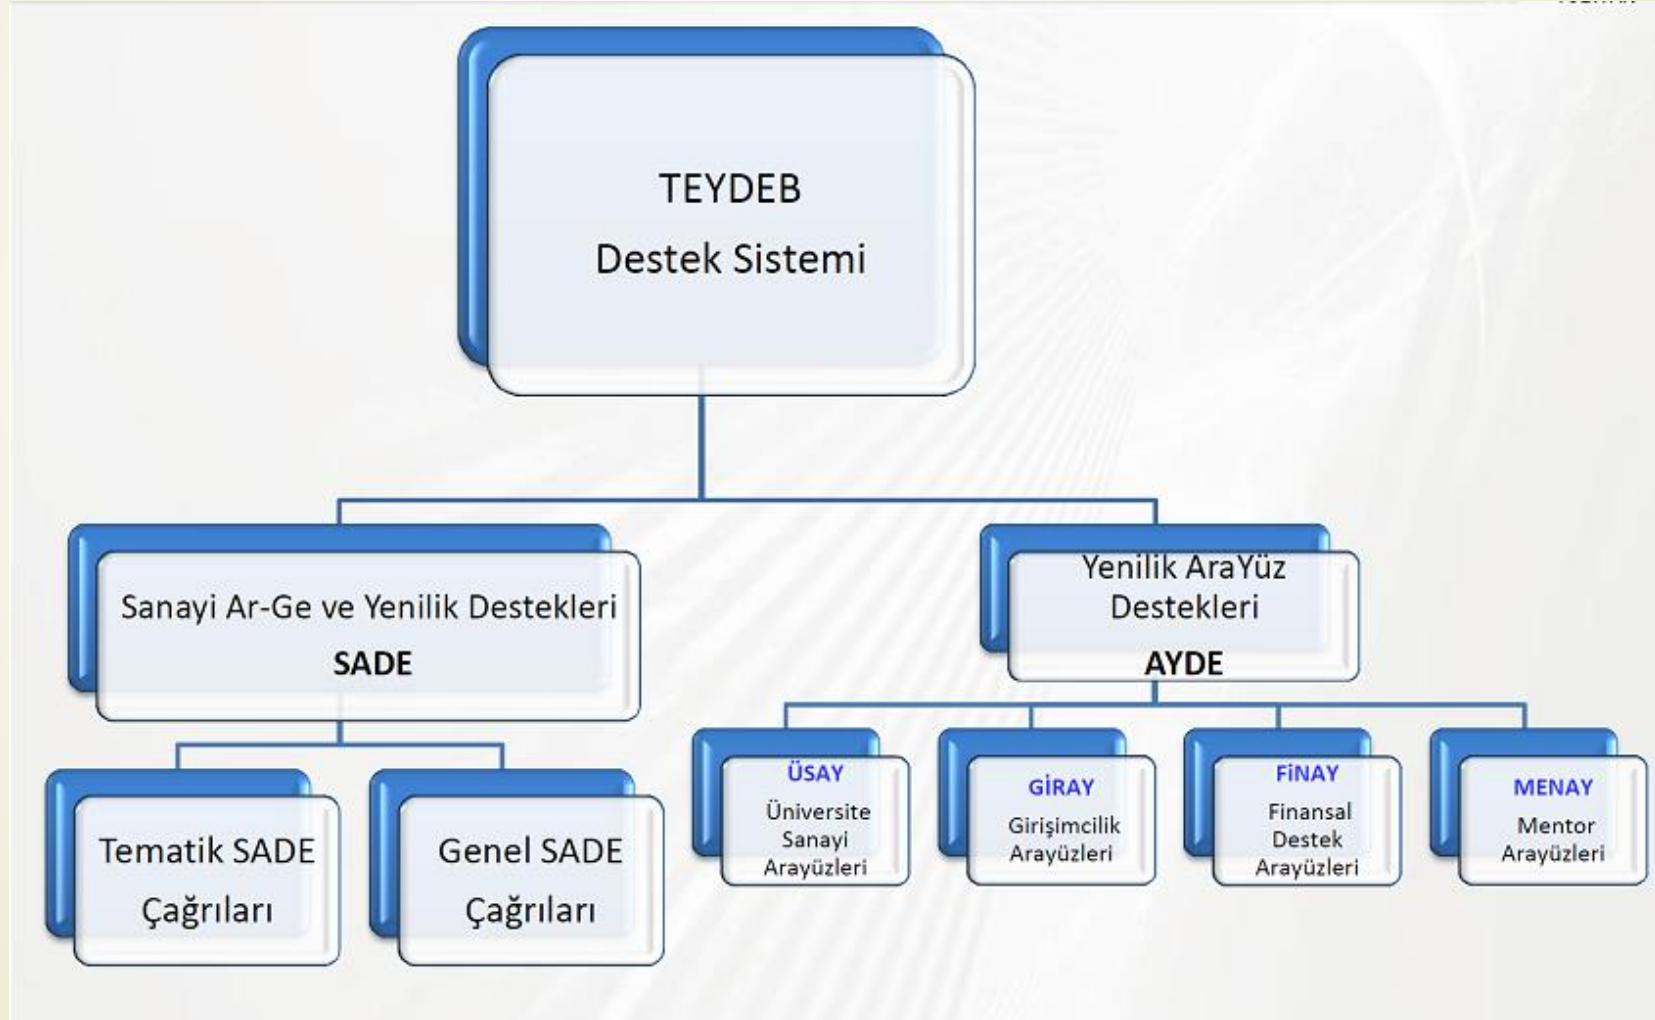 TEYDEB
Destek Sistemi
Sanayi Ar-Ge ve Yenilik Destekleri
SADE
Yenilik AraYüz
Destekleri
AYDE
Tematik SADE
Çağrıları
Genel SADE
Çağrıları
ÜSAY
Üniversite
Sanayi
Arayüzleri
GİRAY
Girişimcilik
Arayüzleri
FİNAY
Finansal
Destek
Arayüzleri
MENAY
Mentor
Arayüzleri